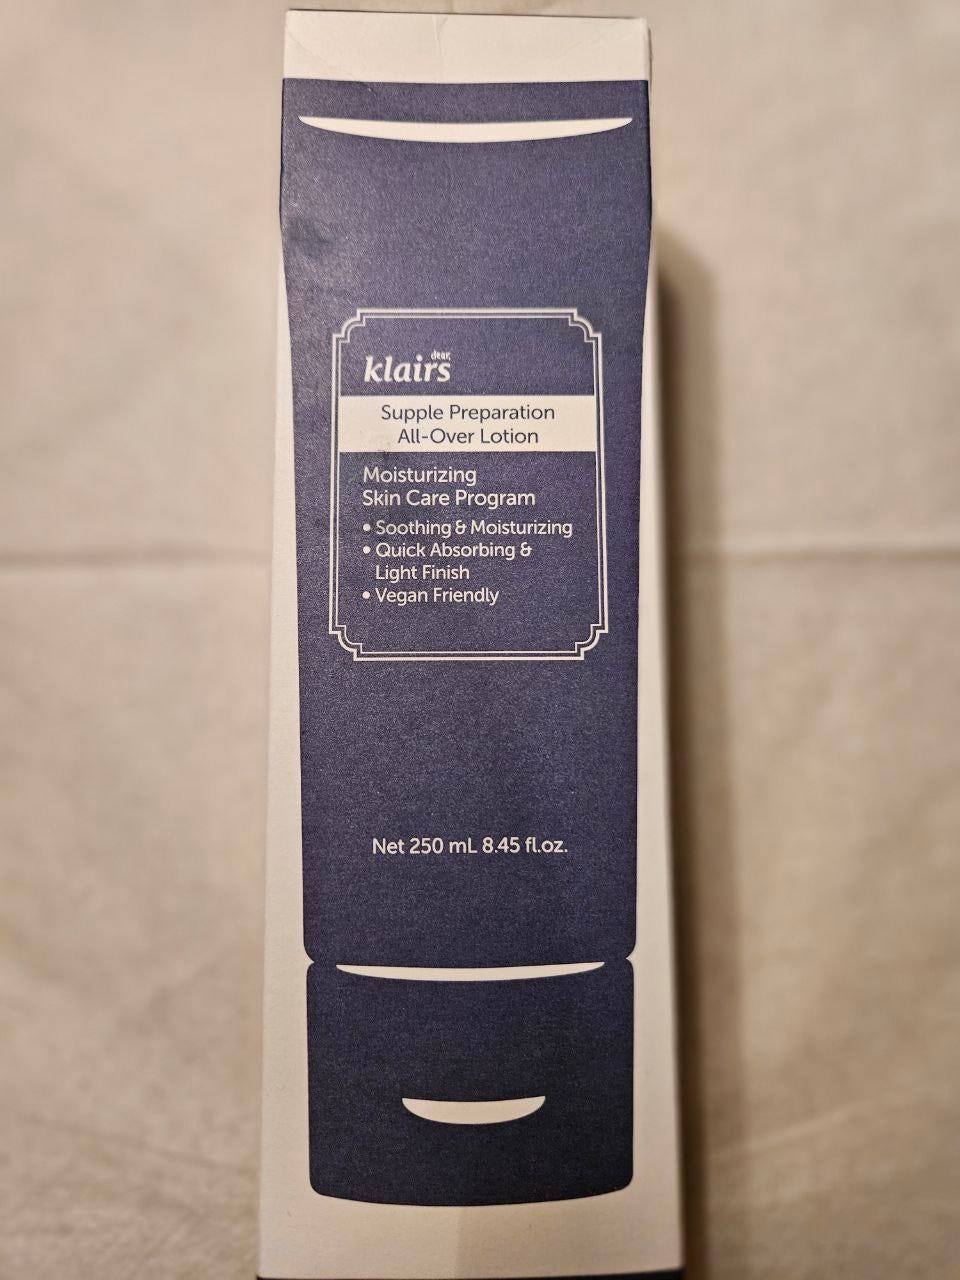 dear,
klairs
Supple Preparation
All-Over Lotion
Moisturizing
Skin Care Program
• Soothing & Moisturizing
• Quick Absorbing &
Light Finish
• Vegan Friendly
Net 250 mL 8.45 fl.oz.